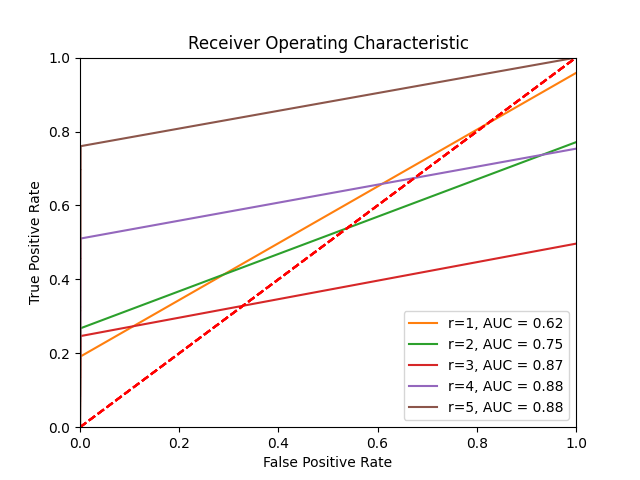 Receiver Operating Characteristic
True Positive Rate
1.0
0.8
0.6
0.4
0.2
0.0
r=1, AUC = 0.62
r=2, AUC = 0.75
r=3, AUC = 0.87
r=4, AUC = 0.88
r=5, AUC = 0.88
0.0 0.2 0.4 0.6 0.8 1.0
False Positive Rate